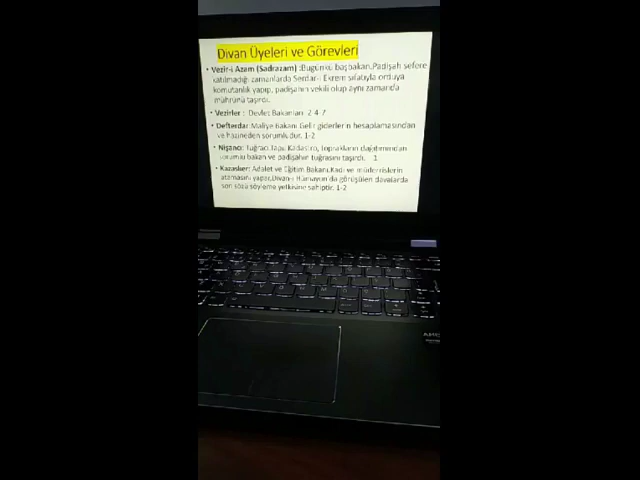 Divan Üyeleri ve Görevleri
• Vezir-i Azam (Sadrazam) :Bugünkü başbakan.Padişah sefere
katılmadığı zamanlarda Serdar-ı Ekrem sıfatıyla orduya
komutanlık yapıp, padişahın vekili olup aynı zamanda
mührünü taşırdı.
• Vezirler : Devlet Bakanları 2-4-7
• Defterdar:Maliye Bakanı.Gelir giderlerin hesaplamasından
ve hazineden sorumludur. 1-2
• Nişancı: Tuğracı.Tapu Kadastro, toprakların dağıtımından
sorumlu bakan ve padişahın tuğrasını taşırdı. 1
• Kazasker: Adalet ve Eğitim Bakanı.Kadı ve müderrislerin
atamasını yapar.Divan-ı Hümayun'da görüşülen davalarda
son sözü söyleme yetkisine sahiptir. 1-2